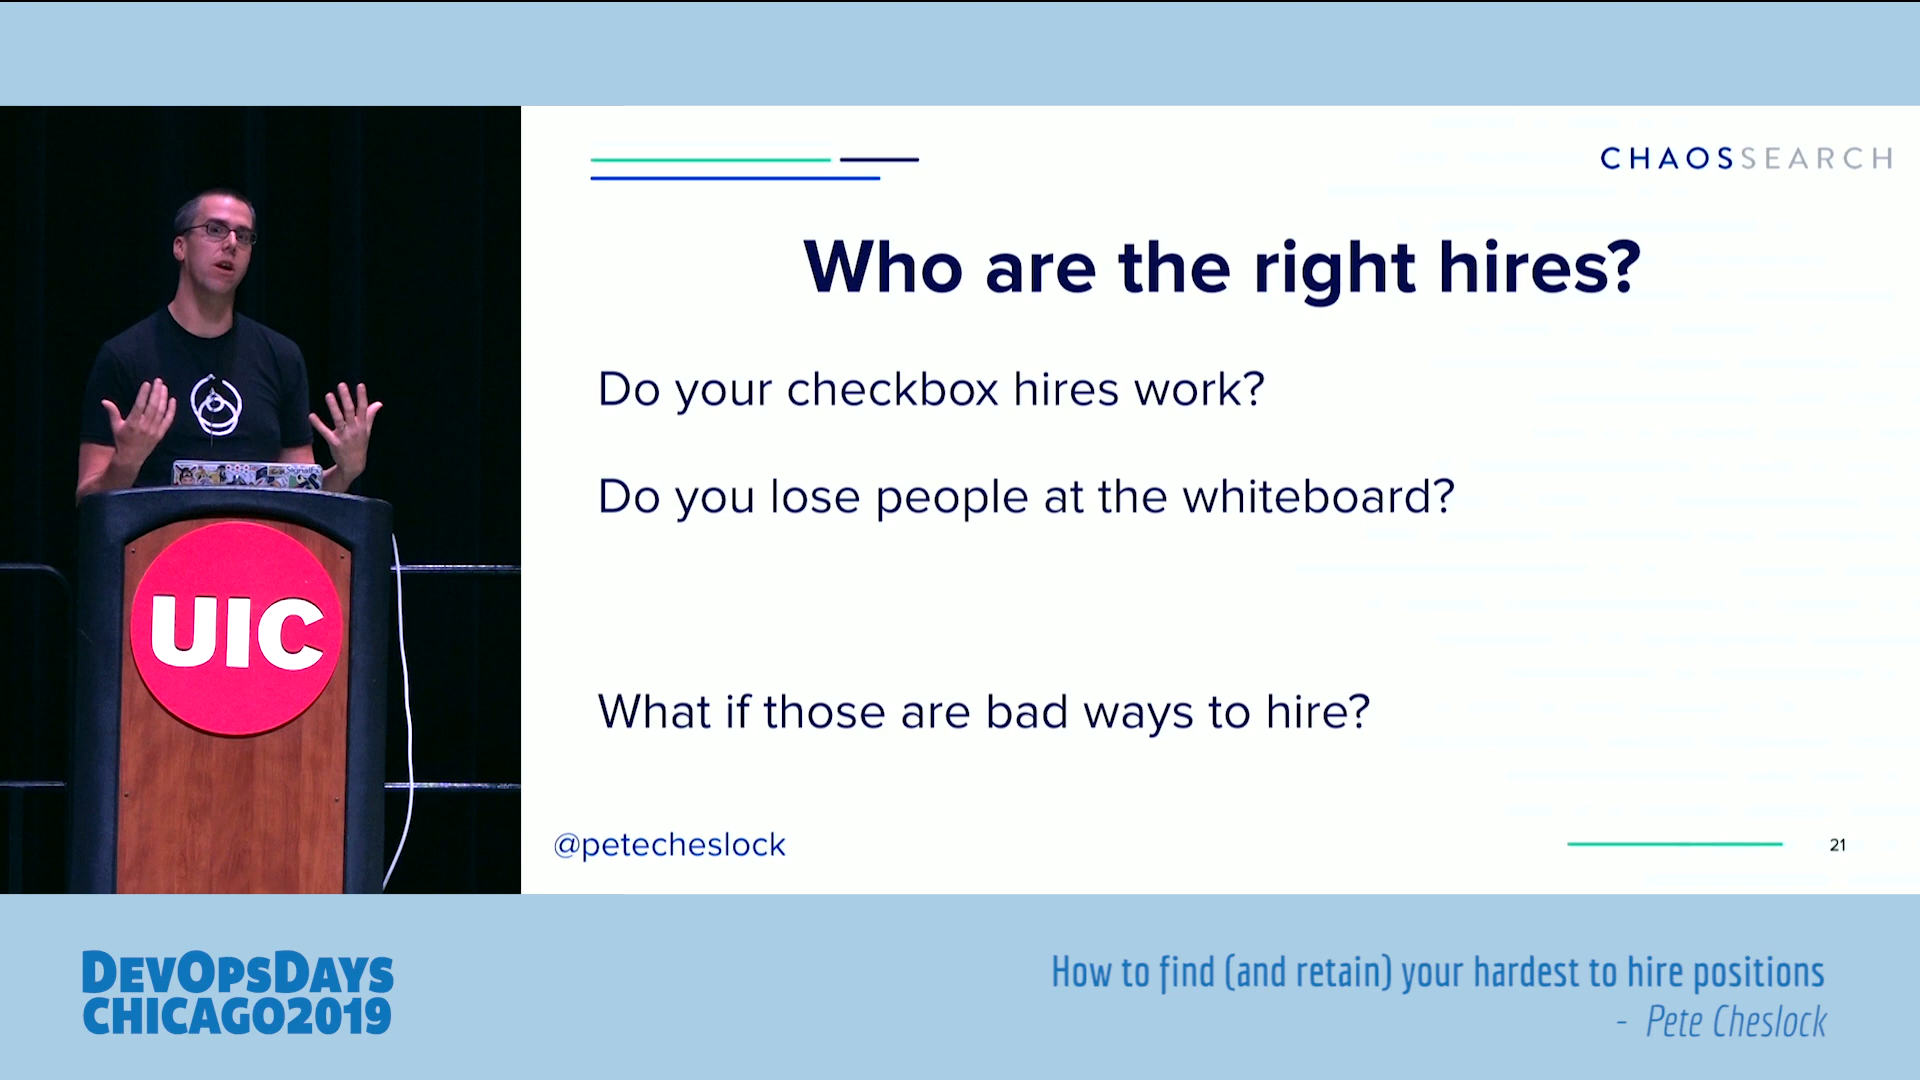 CHAOSSEARCH
Who are the right hires?
Do your checkbox hires work?
Do you lose people at the whiteboard?
What if those are bad ways to hire?
@petecheslock
21
SignalFx
UIC
DEVOPSDAYS
CHICAGO2019
How to find (and retain) your hardest to hire positions
- Pete Cheslock